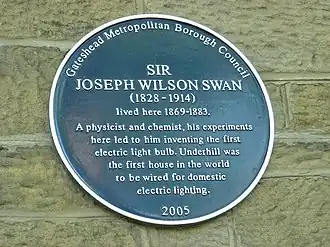 Gateshead Metropolitan Borough Council
SIR
JOSEPH WILSON SWAN
(1828-1914)
lived here 1869-1883.
A physicist and chemist, his experiments
here led to him inventing the first
electric light bulb. Underhill was
the first house in the world
to be wired for domestic
electric lighting.
2005